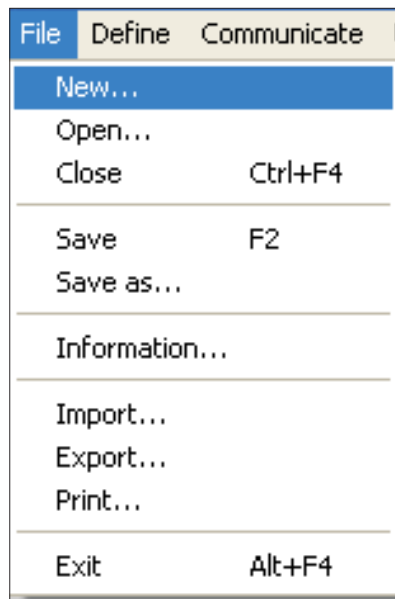 File Define Communicate
New...
Open...
Close Ctrl+F4
Save F2
Save as...
Information...
Import...
Export...
Print...
Exit Alt+F4